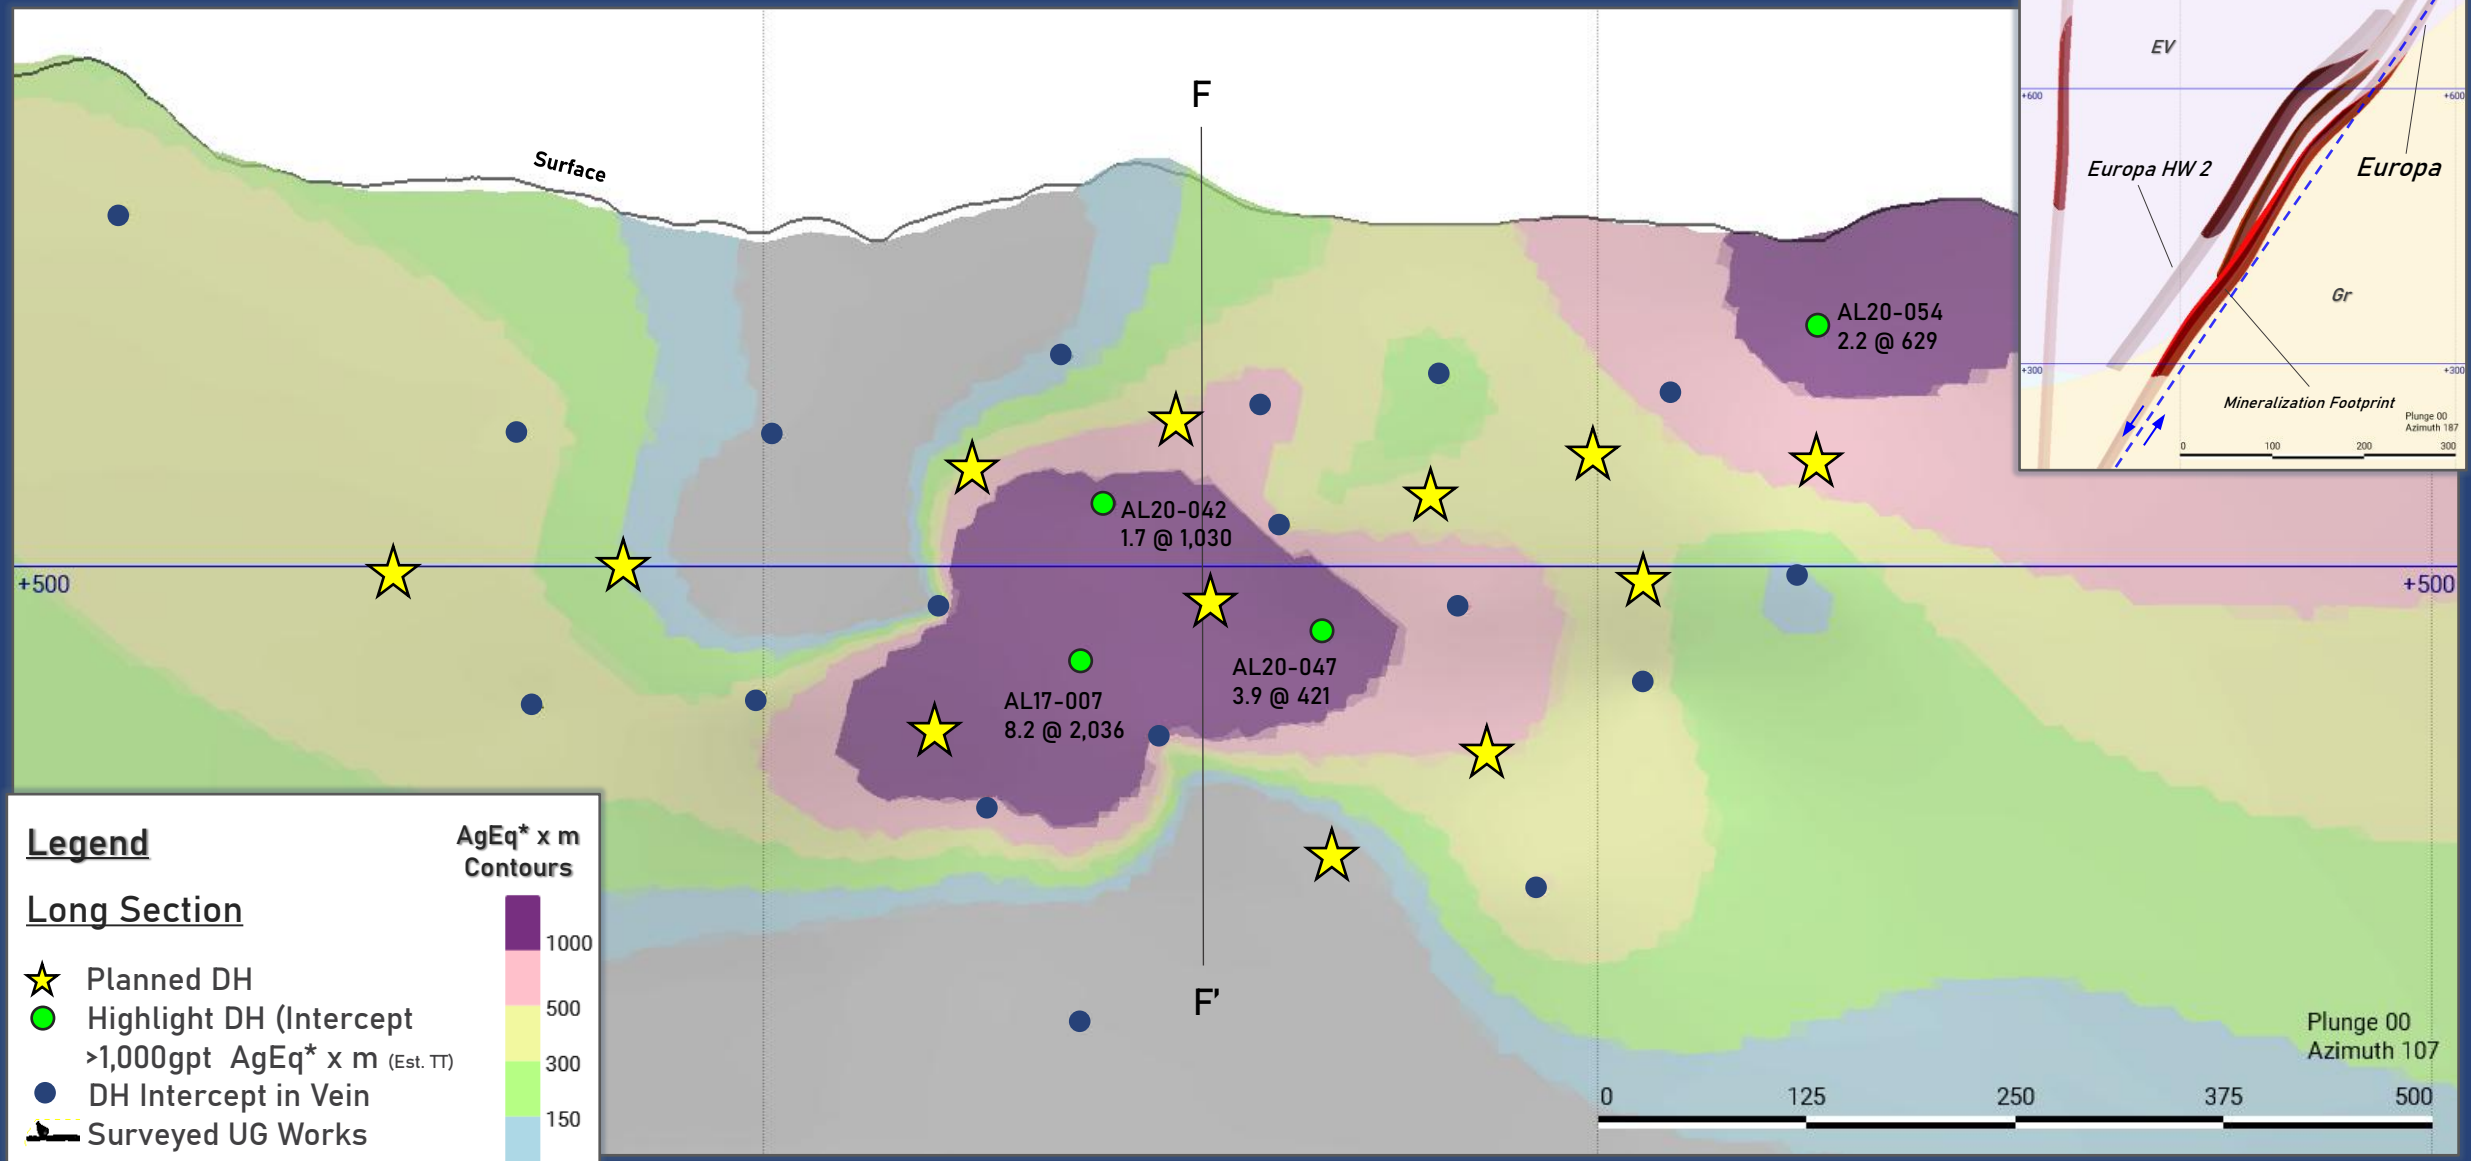 F
Surface
AL20-054
2.2 @ 629
AL20-042
1.7 @ 1,030
+500
+500
AL20-047
3.9 @ 421
AL17-007
8.2 @ 2,036
F'
Plunge 00
Azimuth 107
0 125 250 375 500
EV
+600
+600
Europa HW 2
Europa
Gr
+300
+300
Mineralization Footprint
Plunge 00
Azimuth 187
0 100 200 300
Legend
AgEq* x m
Contours
Long Section
1000
500
300
150
Planned DH
Highlight DH (Intercept
>1,000gpt AgEq* x m (Est. TT)
DH Intercept in Vein
Surveyed UG Works